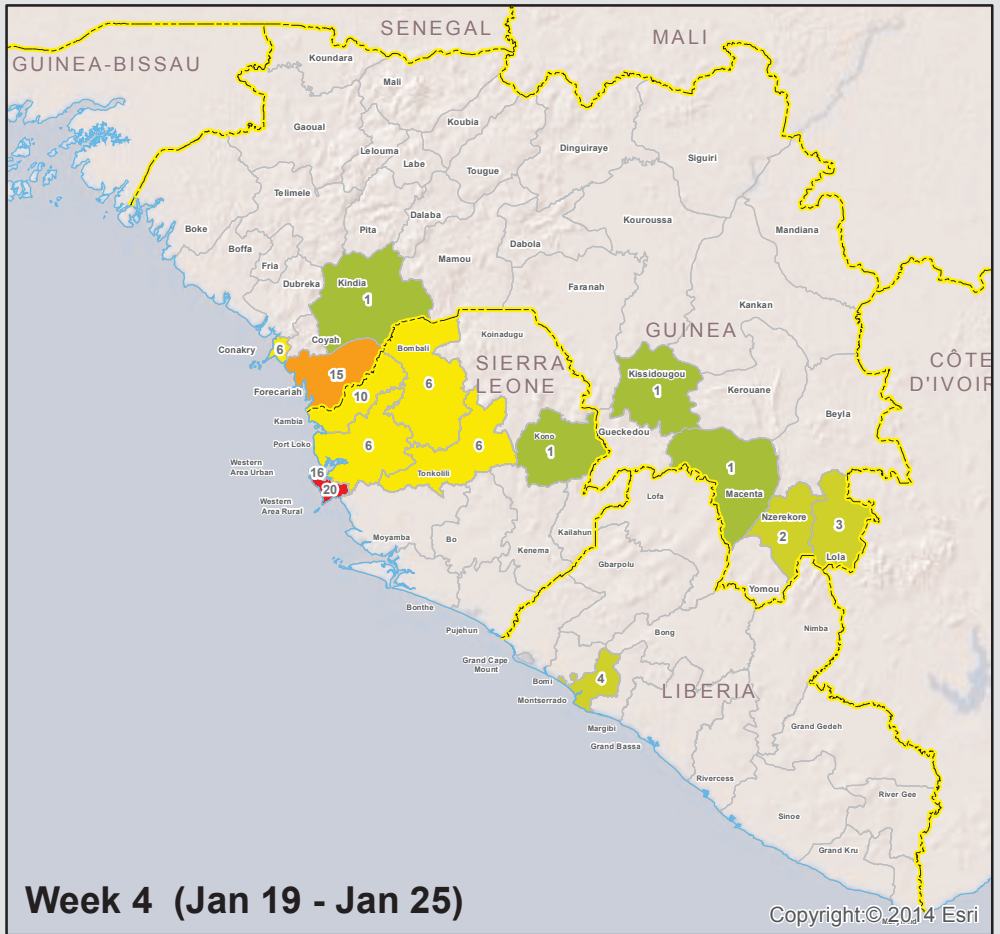 SENEGAL
MALI
GUINEA-BISSAU
Koundara
Mali
Koubia
Gaoual
Dinguiraye
Lelouma
Siguiri
Labe
Tougue
Telimele
Dalaba
Kouroussa
Boke
Pita
Mandiana
Boffa
Dabola
Mamou
Fria
Faranah
Dubreka
Kindia
1
Kankan
GUINEA
Koinadugu
Coyah
Conakry
6
Bombali
SIERRA
LEONE
CÔTE
D'IVOIR
15
Kissidougou
1
6
Kerouane
Forecariah
10
Beyla
Kambia
Gueckedou
Kono
1
Port Loko
6
6
Western
Area Urban
16
Tonkolili
1
20
Macenta
Lofa
Western
Area Rural
Nzerekore
2
3
Kailahun
Moyamba
Bo
Kenema
Lola
Gbarpolu
Yomou
Bonthe
Pujehun
Bong
Nimba
Grand Cape
Mount
Bomi
4
LIBERIA
Montserrado
Margibi
Grand Gedeh
Grand Bassa
Rivercess
River Gee
Sinoe
Grand Kru
Week 4 (Jan 19 - Jan 25)
Copyright:© 2014 Esri